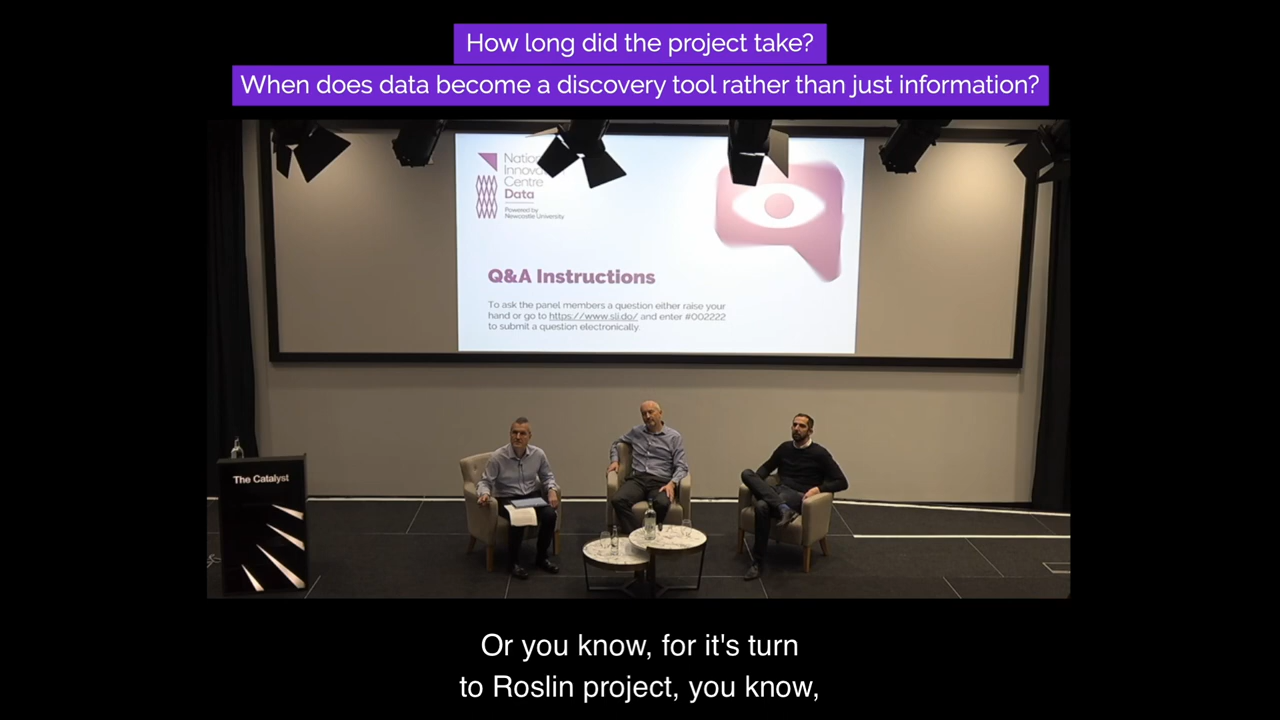 How long did the project take?
When does data become a discovery tool rather than just information?
Innova
Centre
Data
Powered by
Newcastle University
Q&A Instructions
To ask the panel members a question either raise your
hand or go to https://www.sli.do/ and enter #002222
to submit a question electronically.
The Catalyst
Or you know, for it's turn
to Roslin project, you know,